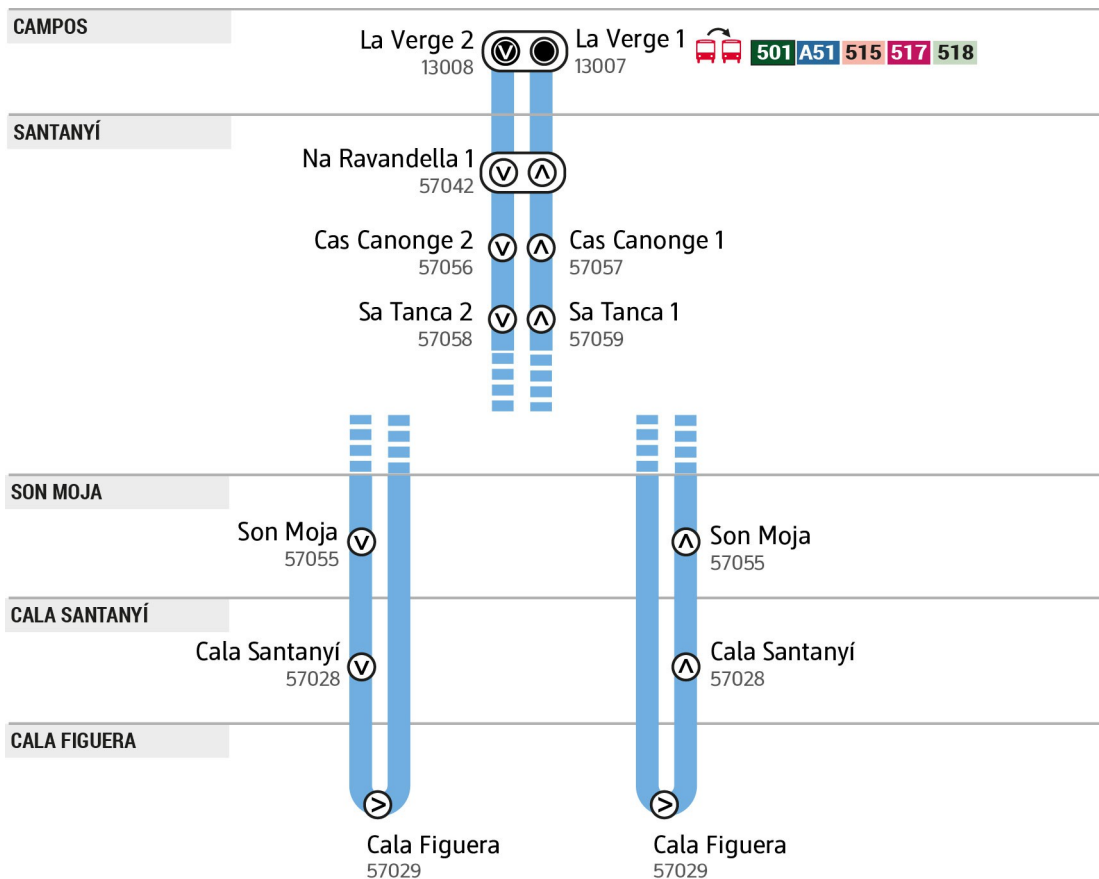 CAMPOS
La Verge 2
13008
La Verge 1
13007
501 A51 515 517 518
SANTANYÍ
Na Ravandella 1
57042
Cas Canonge 2
57056
Cas Canonge 1
57057
Sa Tanca 2
57058
Sa Tanca 1
57059
SON MOJA
Son Moja
57055
Son Moja
57055
CALA SANTANYÍ
Cala Santanyí
57028
Cala Santanyí
57028
CALA FIGUERA
Cala Figuera
57029
Cala Figuera
57029